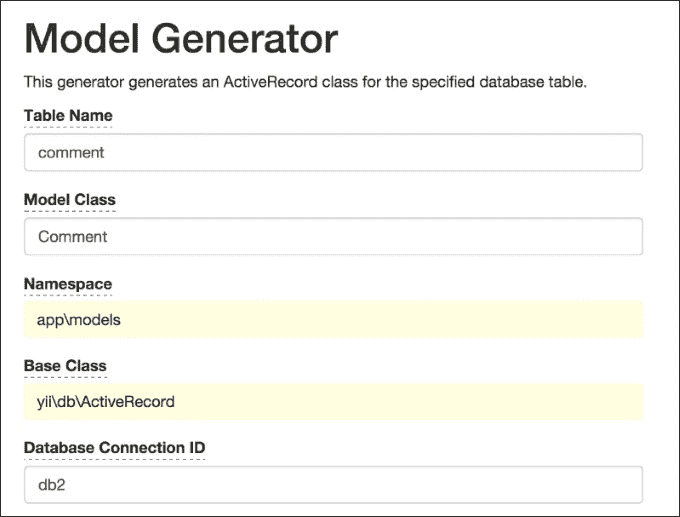 Model Generator
This generator generates an ActiveRecord class for the specified database table.
Table Name
comment
Model Class
Comment
Namespace
app\models
Base Class
yii\db\ActiveRecord
Database Connection ID
db2